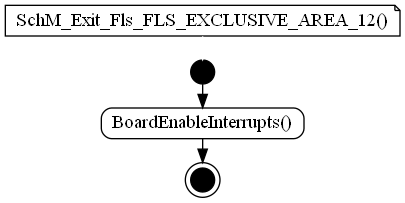 SchM_Exit_Fls_FLS_EXCLUSIVE_AREA_12()
BoardEnableInterrupts()